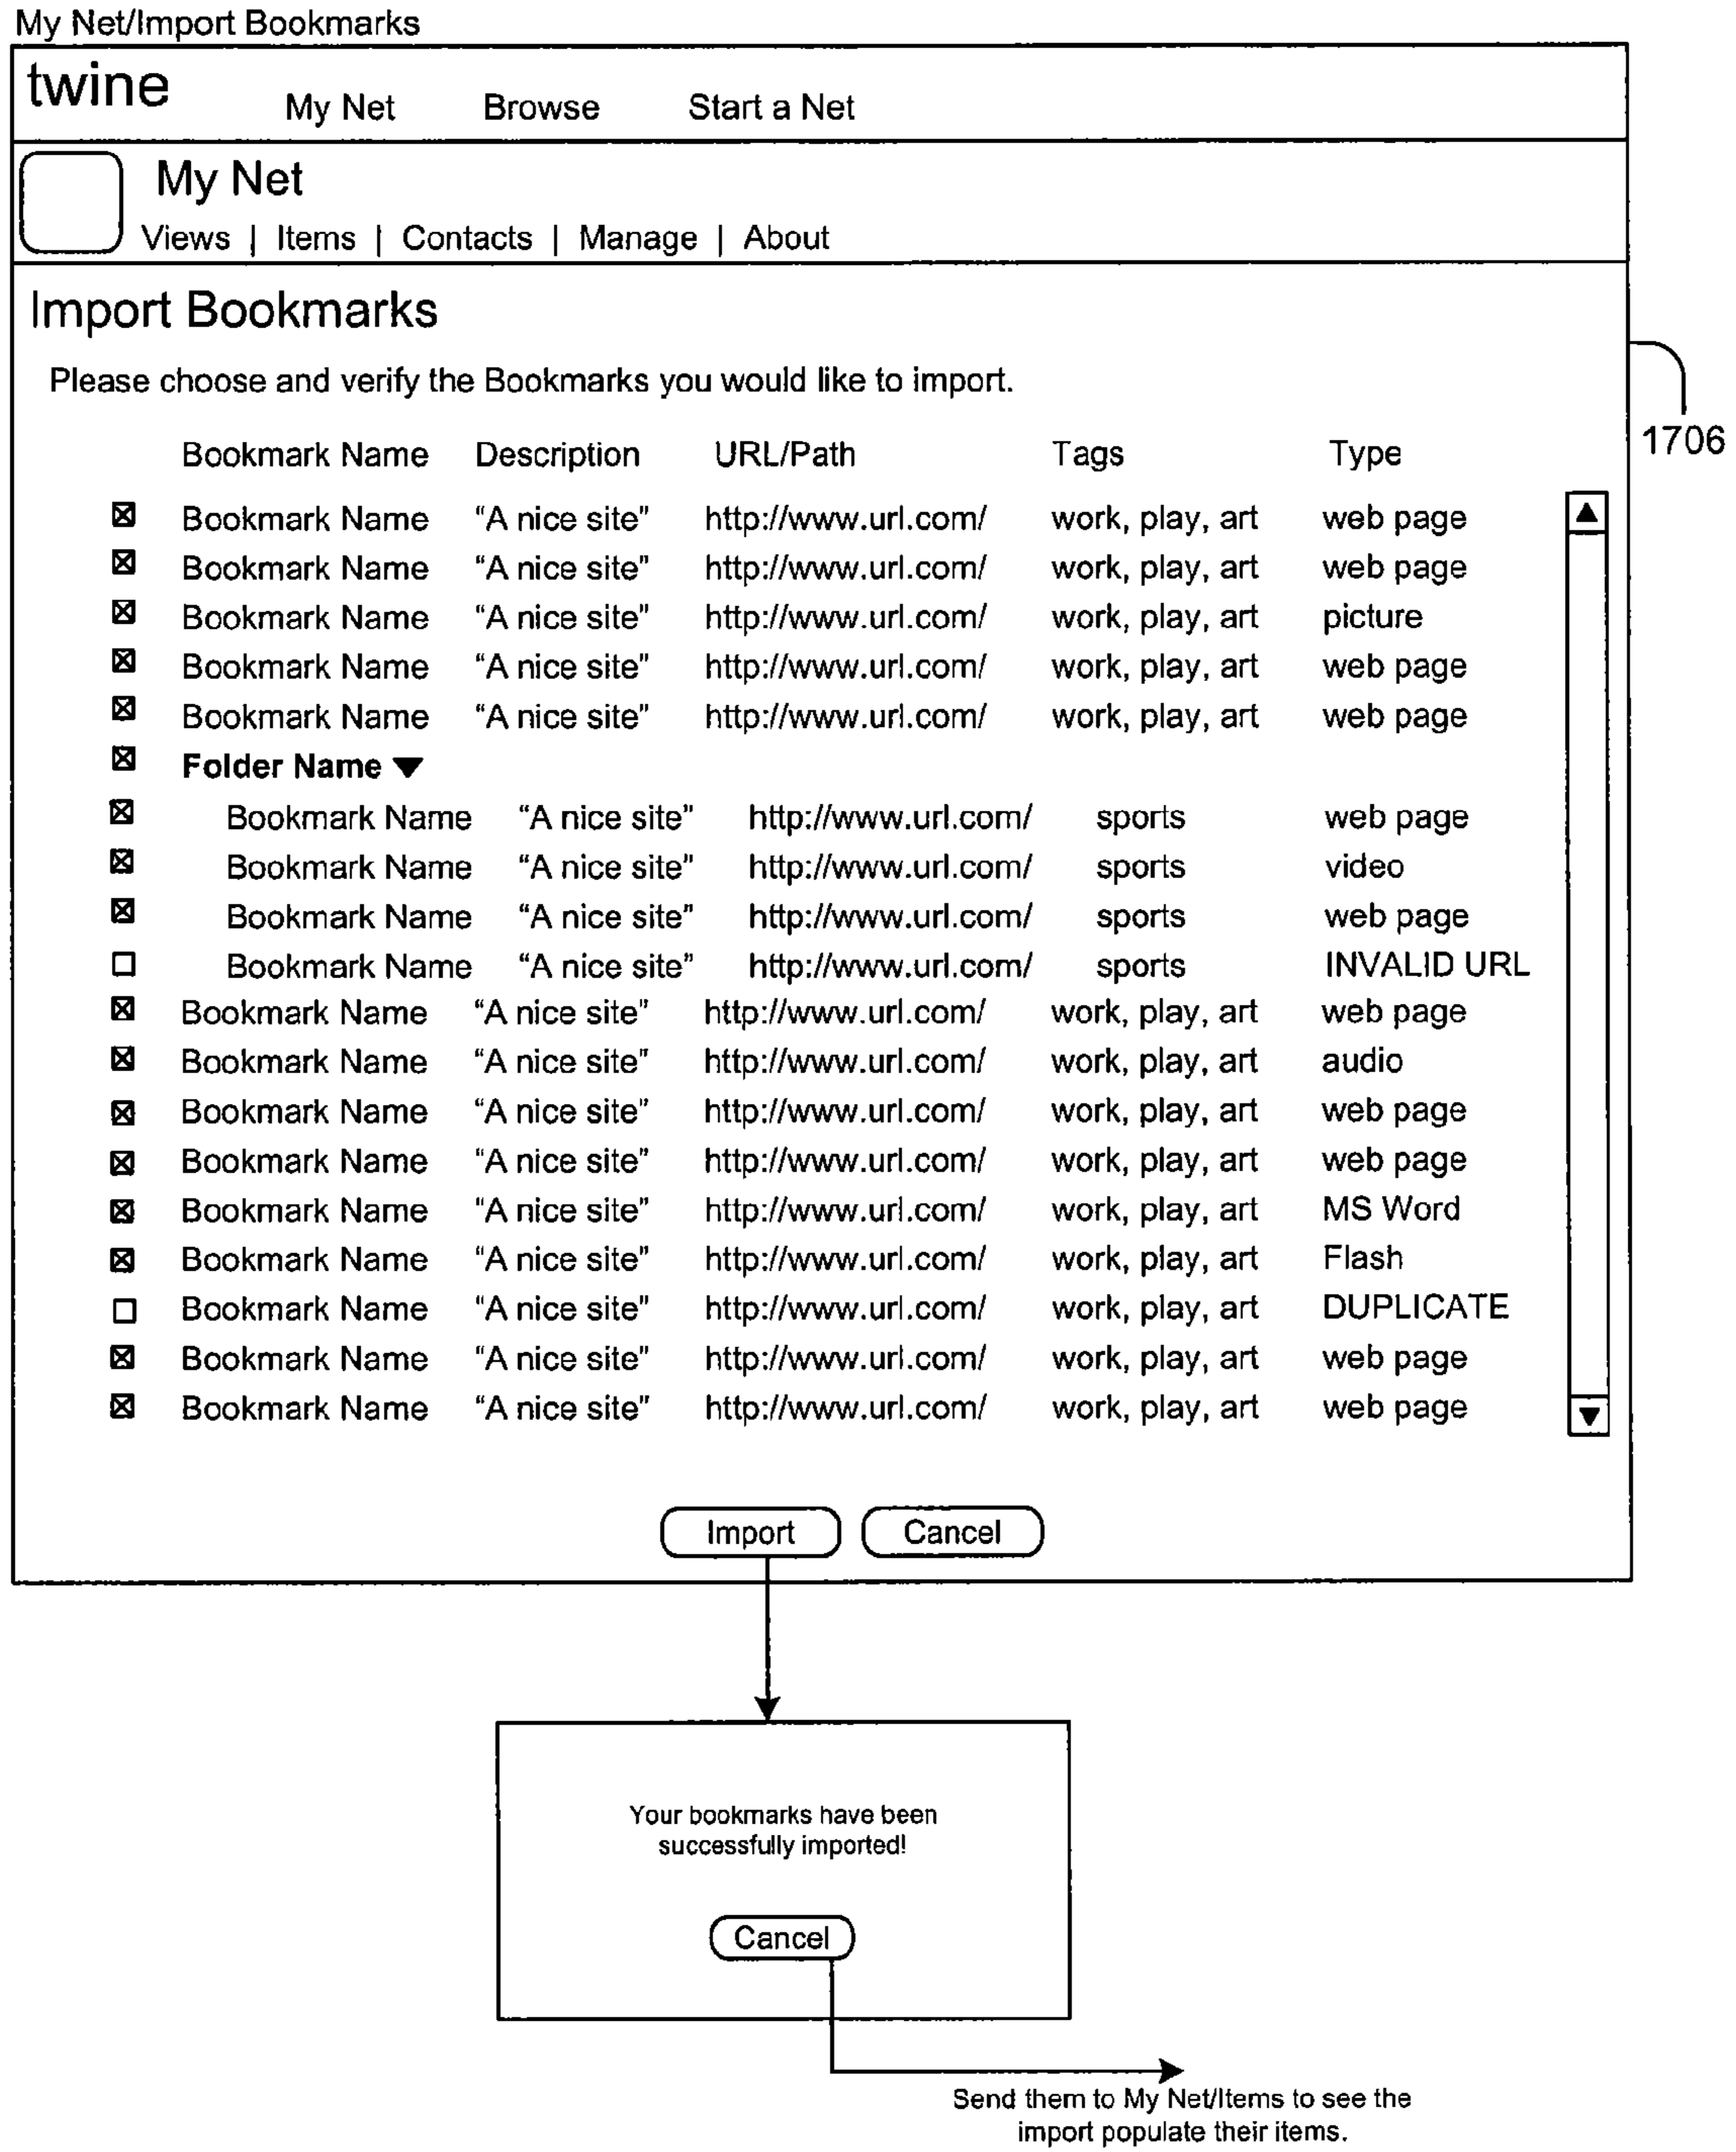 My Net/Import Bookmarks
twine My Net Browse Start a Net
My Net
Views | Items | Contacts | Manage | About
Import Bookmarks
Please choose and verify the Bookmarks you would like to import.
1706
Bookmark Name Description URL/Path Tags Type
Bookmark Name “A nice site” http://www.url.com/ work, play, art web page
Bookmark Name “A nice site” http://www.url.com/ work, play, art web page
Bookmark Name “A nice site” http://www.url.com/ work, play, art picture
Bookmark Name “A nice site” http://www.url.com/ work, play, art web page
Bookmark Name “A nice site” http://www.url.com/ work, play, art web page
Folder Name
Bookmark Name “A nice site” http://www.url.com/ sports web page
Bookmark Name “A nice site” http://www.url.com/ sports video
Bookmark Name “A nice site” http://www.url.com/ sports web page
Bookmark Name “A nice site” http://www.url.com/ sports INVALID URL
Bookmark Name “A nice site” http://www.url.com/ work, play, art web page
Bookmark Name “A nice site” http://www.url.com/ work, play, art audio
Bookmark Name “A nice site” http://www.url.com/ work, play, art web page
Bookmark Name “A nice site” http://www.url.com/ work, play, art web page
Bookmark Name “A nice site” http://www.url.com/ work, play, art MS Word
Bookmark Name “A nice site” http://www.url.com/ work, play, art Flash
Bookmark Name “A nice site” http://www.url.com/ work, play, art DUPLICATE
Bookmark Name “A nice site” http://www.url.com/ work, play, art web page
Bookmark Name “A nice site” http://www.url.com/ work, play, art web page
Import Cancel
Your bookmarks have been
successfully imported!
Cancel
Send them to My Net/Items to see the
import populate their items.